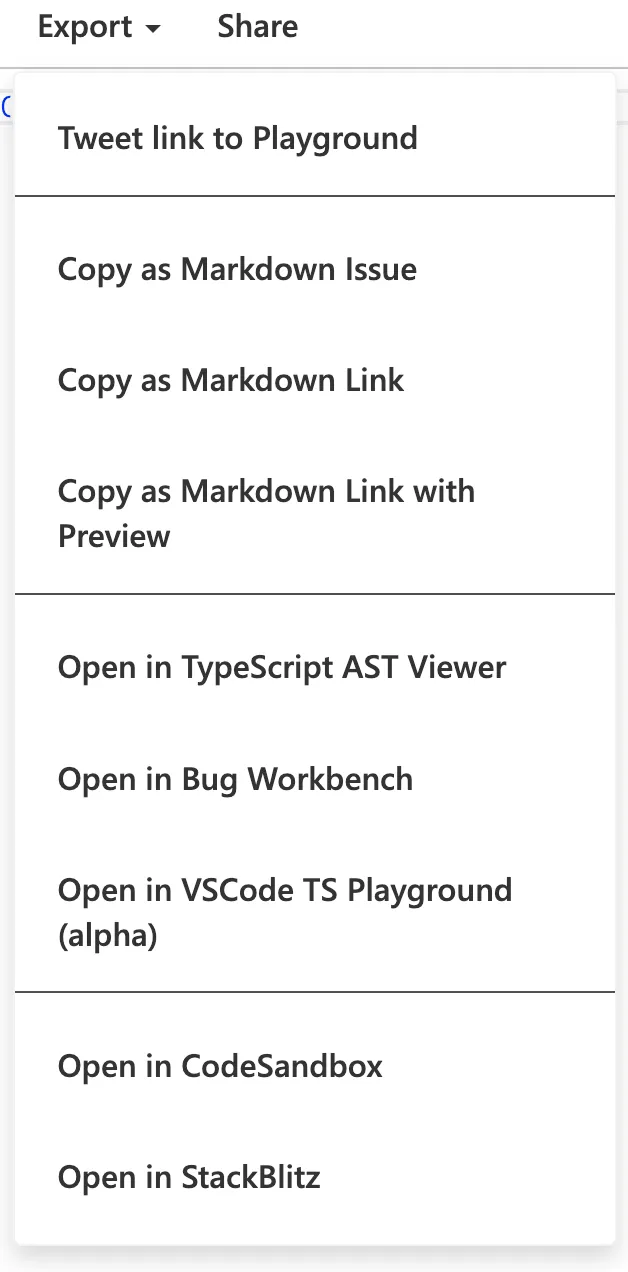 Export Share
Tweet link to Playground
Copy as Markdown Issue
Copy as Markdown Link
Copy as Markdown Link with
Preview
Open in TypeScript AST Viewer
Open in Bug Workbench
Open in VSCode TS Playground
(alpha)
Open in CodeSandbox
Open in StackBlitz